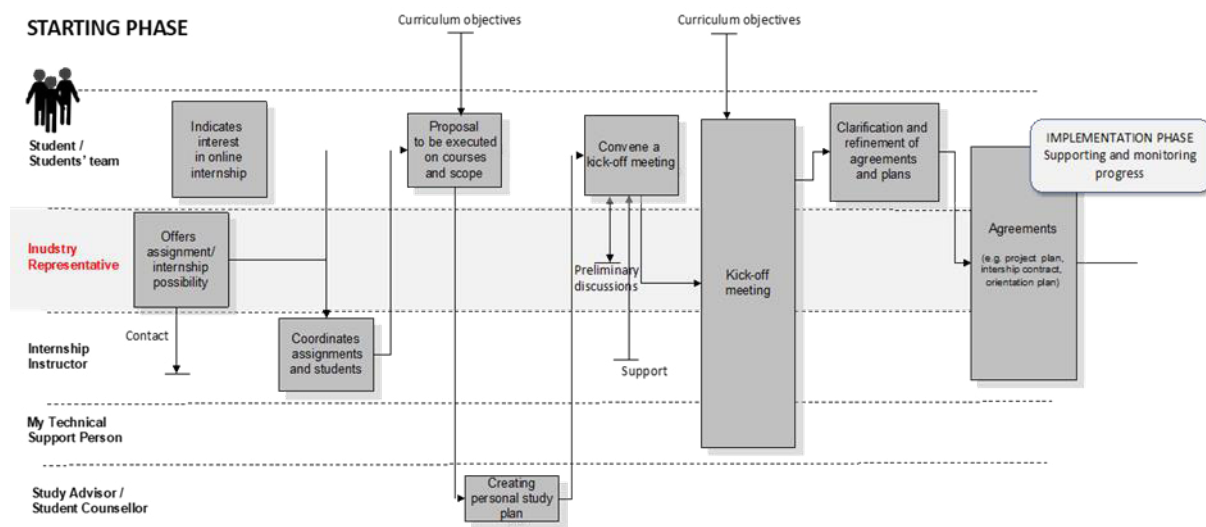 STARTING PHASE
Curriculum objectives
Curriculum objectives
Student /
Students' team
Indicates
interest
in online
internship
Proposal
to be executed
on courses
and scope
Convene a
kick-off meeting
Clarification and
refinement of
agreements
and plans
IMPLEMENTATION PHASE
Supporting and monitoring
progress
Inudstry
Representative
Offers
assignment/
internship
possibility
Preliminary
discussions
Kick-off
meeting
Agreements
(e.g. project plan,
intership contract,
orientation plan)
Contact
Internship
Instructor
Coordinates
assignments
and students
Support
My Technical
Support Person
Study Advisor /
Student Counsellor
Creating
personal study
plan